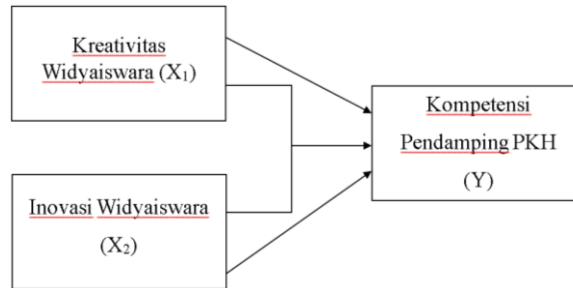 Kreativitas
Widyaiswara (X₁)
Kompetensi
Pendamping PKH
(Y)
Inovasi Widyaiswara
(X₂)